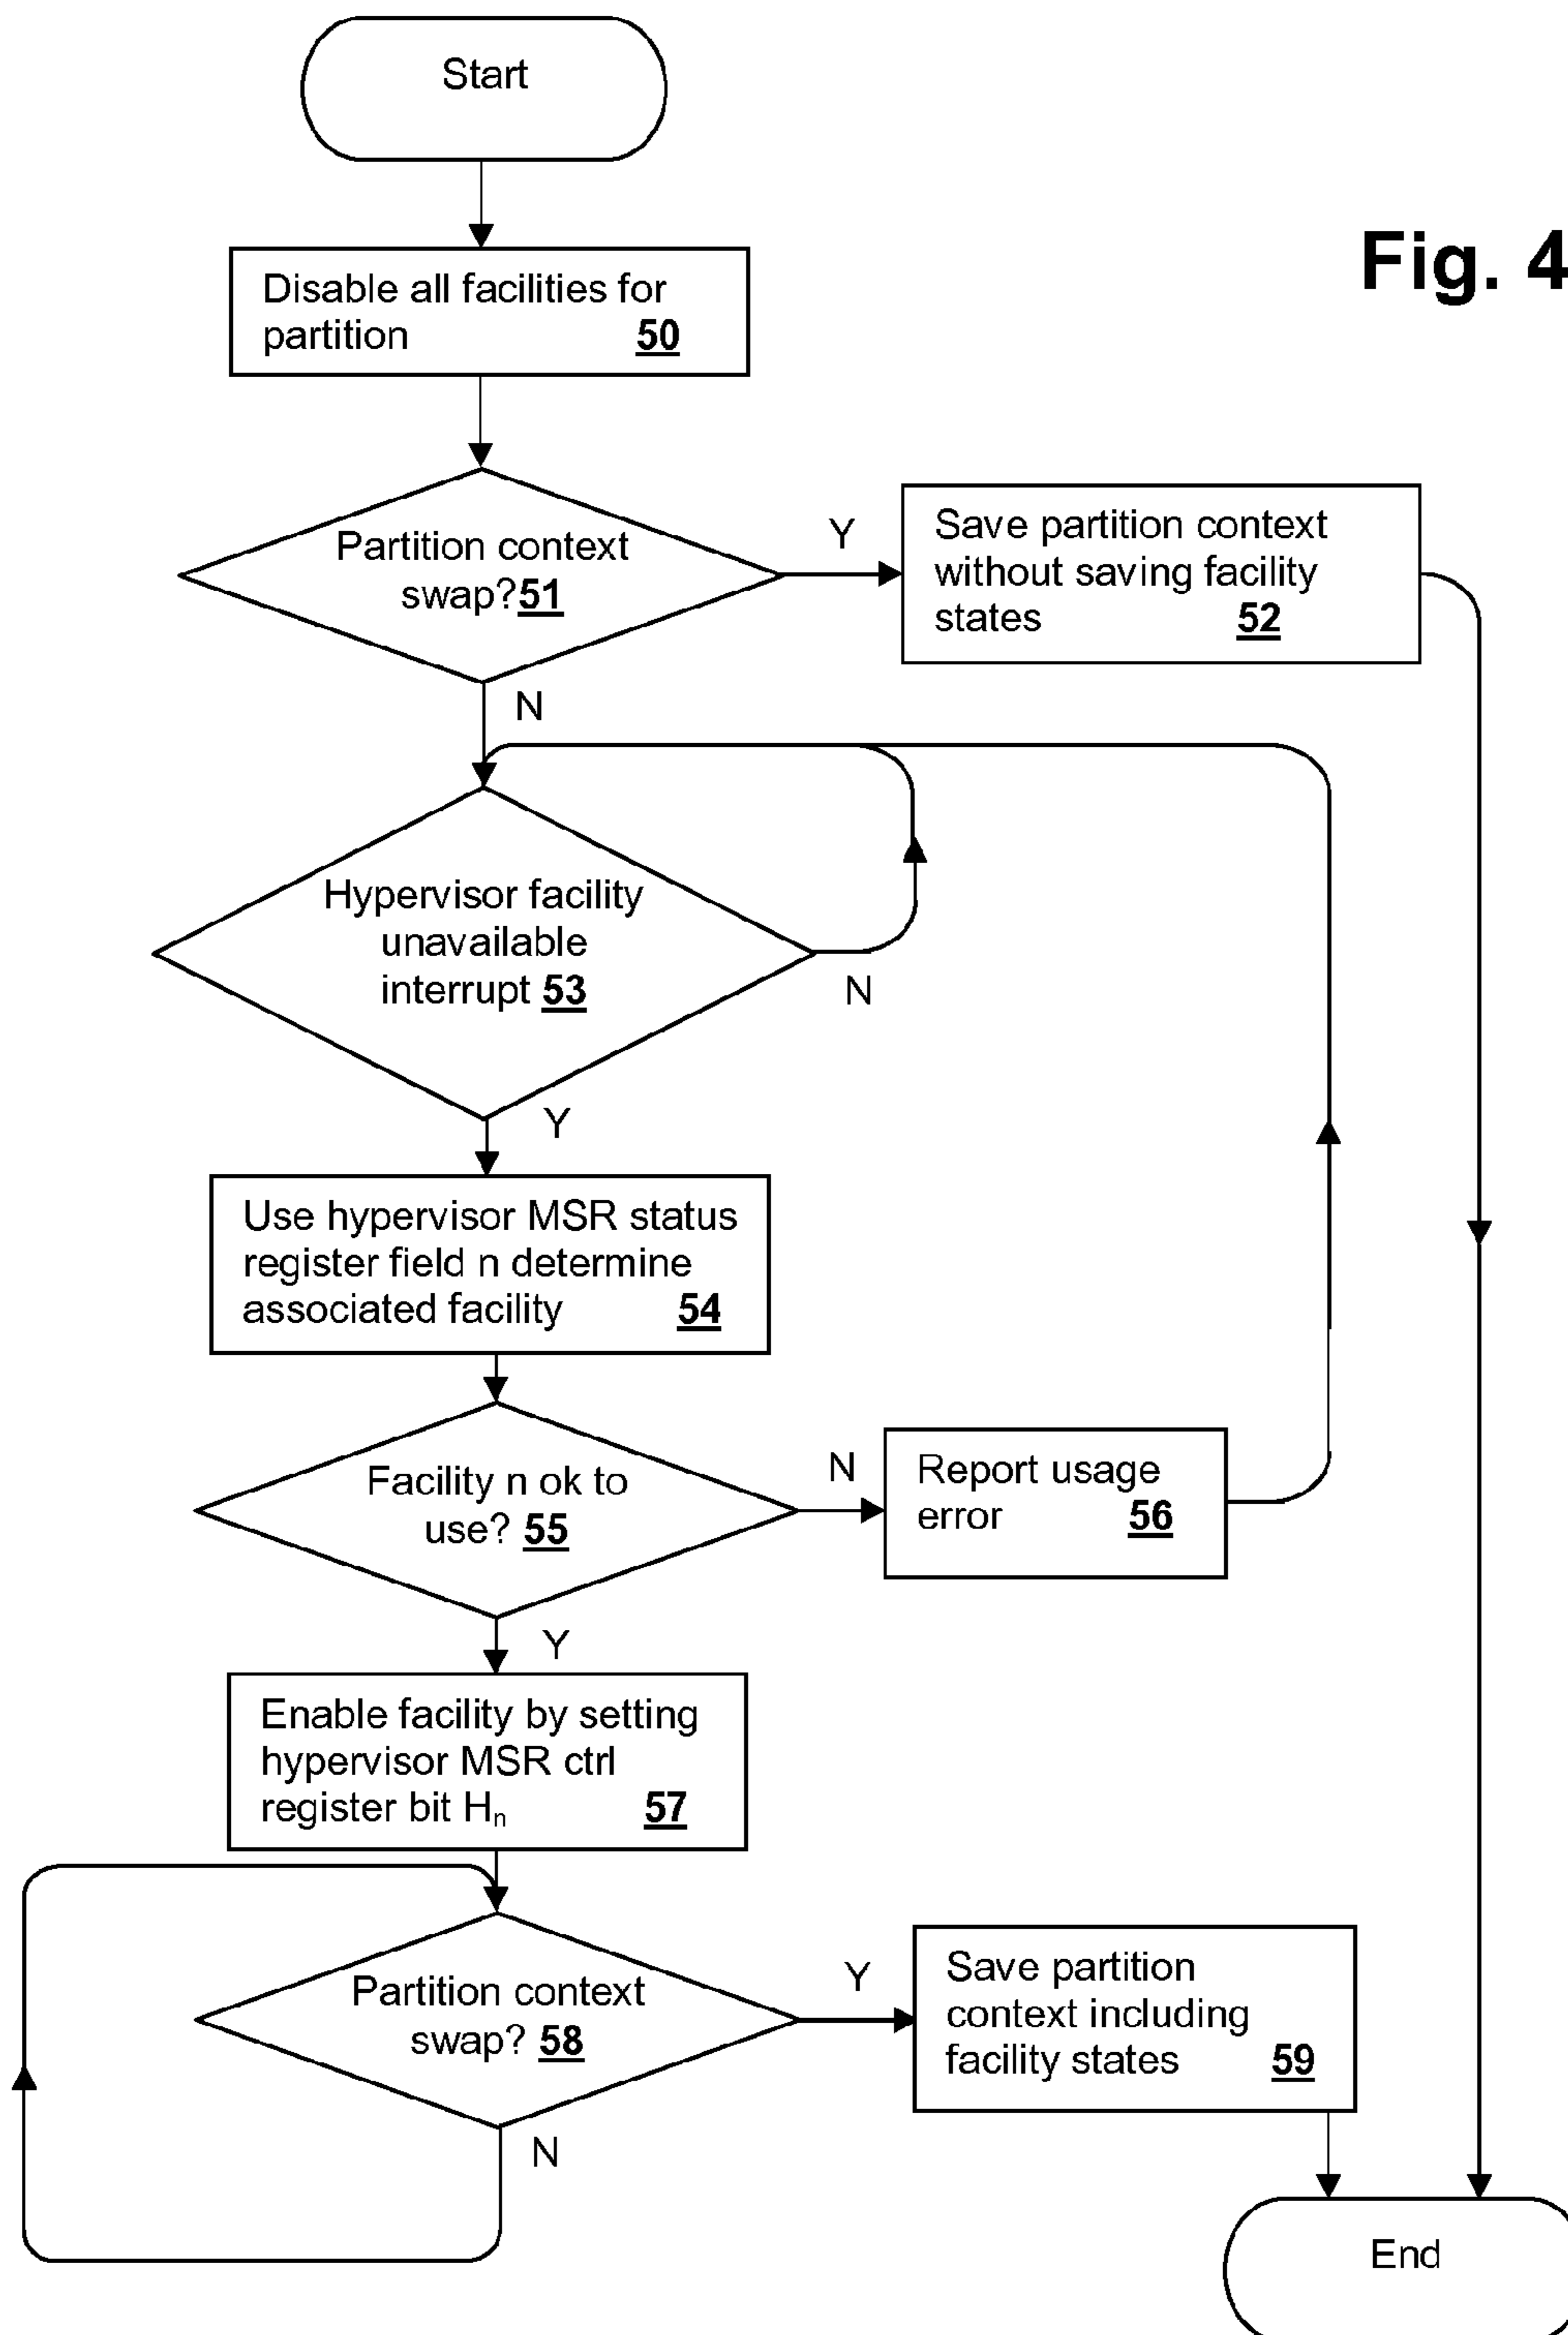 Start
Fig. 4
Disable all facilities for
partition 50
Partition context
swap?51
Y
Save partition context
without saving facility
states 52
N
Hypervisor facility
unavailable
interrupt 53
N
Y
Use hypervisor MSR status
register field n determine
associated facility 54
Facility n ok to
use? 55
N
Report usage
error 56
Y
Enable facility by setting
hypervisor MSR ctrl
register bit Hn 57
Partition context
swap? 58
Y
Save partition
context including
facility states 59
N
End